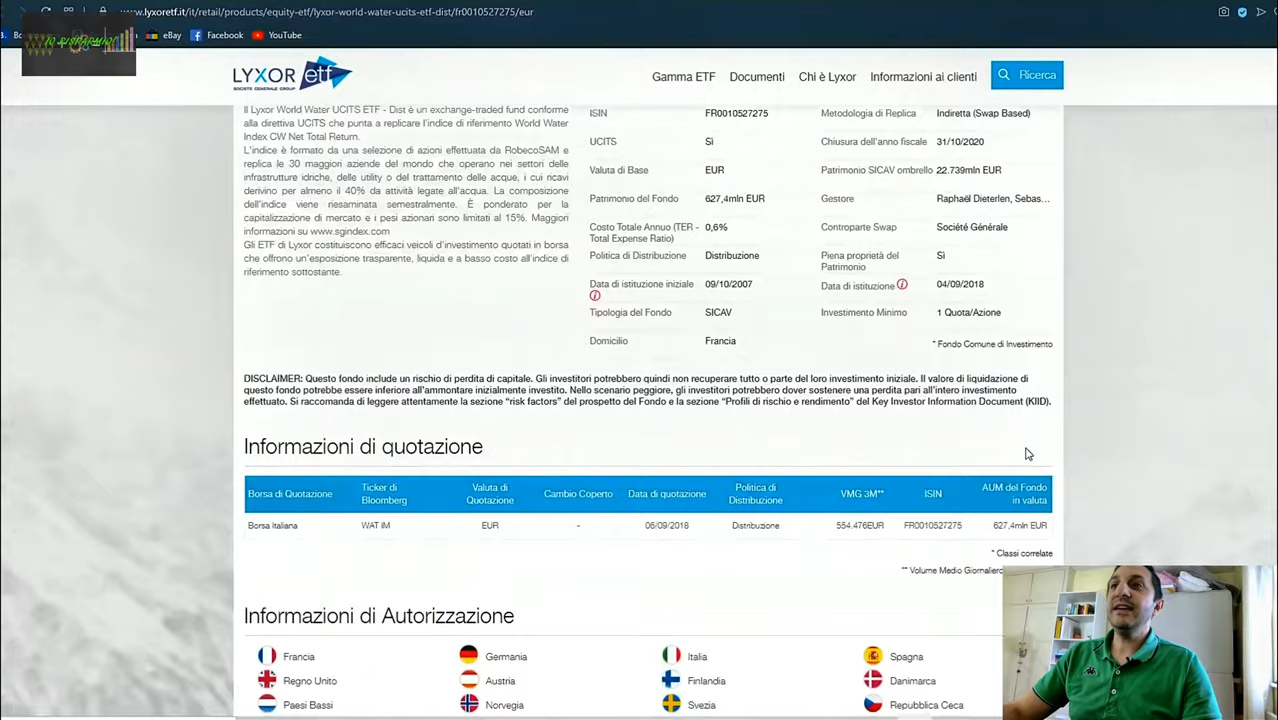 www.lyxoretf.it/it/retail/products/equity-etf/lyxor-world-water-ucits-etf-dist/fr0010527275/eur
IO RISPARMIO
eBay
Facebook
YouTube
LYXOR etf
SOCIETE GENERALE GROUP
Gamma ETF
Documenti
Chi è Lyxor
Informazioni ai clienti
Ricerca
Il Lyxor World Water UCITS ETF - Dist è un exchange-traded fund conforme
alla direttiva UCITS che punta a replicare l'indice di riferimento World Water
Index CW Net Total Return.
L'indice è formato da una selezione di azioni effettuata da RobecoSAM e
replica le 30 maggiori aziende del mondo che operano nei settori delle
infrastrutture idriche, delle utility o del trattamento delle acque, i cui ricavi
derivino per almeno il 40% da attività legate all'acqua. La composizione
dell'indice viene riesaminata semestralmente. È ponderato per la
capitalizzazione di mercato e i pesi azionari sono limitati al 15%. Maggiori
informazioni su www.sgindex.com
Gli ETF di Lyxor costituiscono efficaci veicoli d'investimento quotati in borsa
che offrono un'esposizione trasparente, liquida e a basso costo all'indice di
riferimento sottostante.
ISIN FR0010527275
UCITS Sì
Valuta di Base EUR
Patrimonio del Fondo 627,4mln EUR
Costo Totale Annuo (TER - 0,6%
Total Expense Ratio)
Politica di Distribuzione Distribuzione
Data di istituzione iniziale 09/10/2007
Tipologia del Fondo SICAV
Domicilio Francia
Metodologia di Replica Indiretta (Swap Based)
Chiusura dell'anno fiscale 31/10/2020
Patrimonio SICAV ombrello 22.739mln EUR
Gestore Raphaël Dieterlen, Sebas...
Controparte Swap Société Générale
Piena proprietà del Sì
Patrimonio
Data di istituzione 04/09/2018
Investimento Minimo 1 Quota/Azione
* Fondo Comune di Investimento
DISCLAIMER: Questo fondo include un rischio di perdita di capitale. Gli investitori potrebbero quindi non recuperare tutto o parte del loro investimento iniziale. Il valore di liquidazione di
questo fondo potrebbe essere inferiore all'ammontare inizialmente investito. Nello scenario peggiore, gli investitori potrebbero dover sostenere una perdita pari all'intero investimento
effettuato. Si raccomanda di leggere attentamente la sezione "risk factors" del prospetto del Fondo e la sezione "Profili di rischio e rendimento" del Key Investor Information Document (KIID).
Informazioni di quotazione
Borsa di Quotazione Ticker di Bloomberg Valuta di Quotazione Cambio Coperto Data di quotazione Politica di Distribuzione VMG 3M** ISIN AUM del Fondo in valuta
Borsa Italiana WAT IM EUR - 06/09/2018 Distribuzione 554.476EUR FR0010527275 627,4mln EUR
* Classi correlate
** Volume Medio Giornaliero
Informazioni di Autorizzazione
Francia Germania Italia Spagna
Regno Unito Austria Finlandia Danimarca
Paesi Bassi Norvegia Svezia Repubblica Ceca